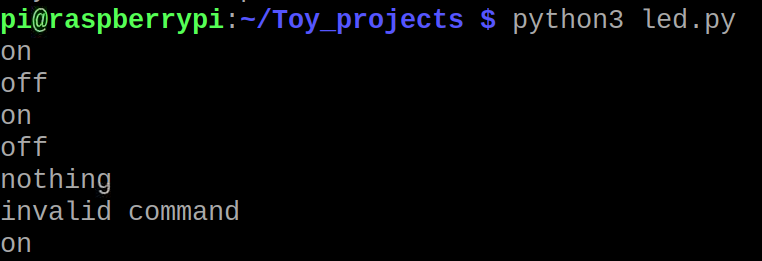 pi@raspberrypi:~/Toy_projects $ python3 led.py
on
off
on
off
nothing
invalid command
on